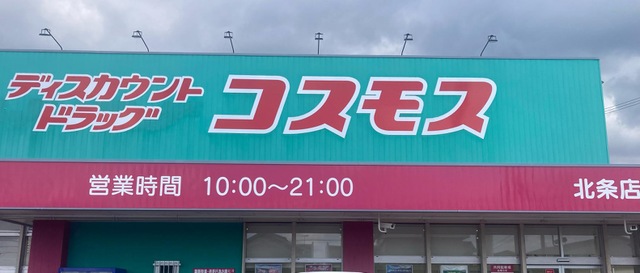 ディスカウント
ドラッグ
コスモス
営業時間 10:00～21:00
北条店